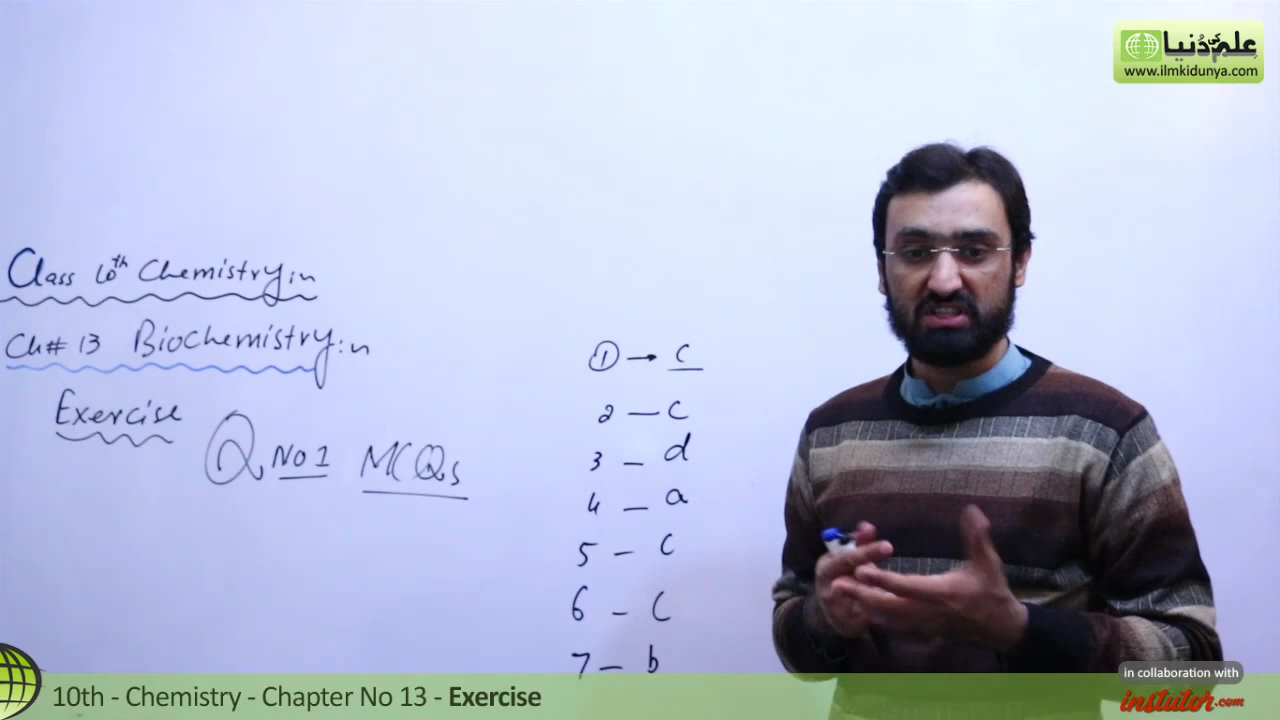 علم کی دُنیا
www.ilmkidunya.com
Class 10th Chemistry:n
Ch# 13 Biochemistry:n
Exercise
Q No 1 MCQs
① → c
2 – c
3 – d
4 – a
5 – c
6 – c
7 – b
10th - Chemistry - Chapter No 13 - Exercise
in collaboration with
instutor.com